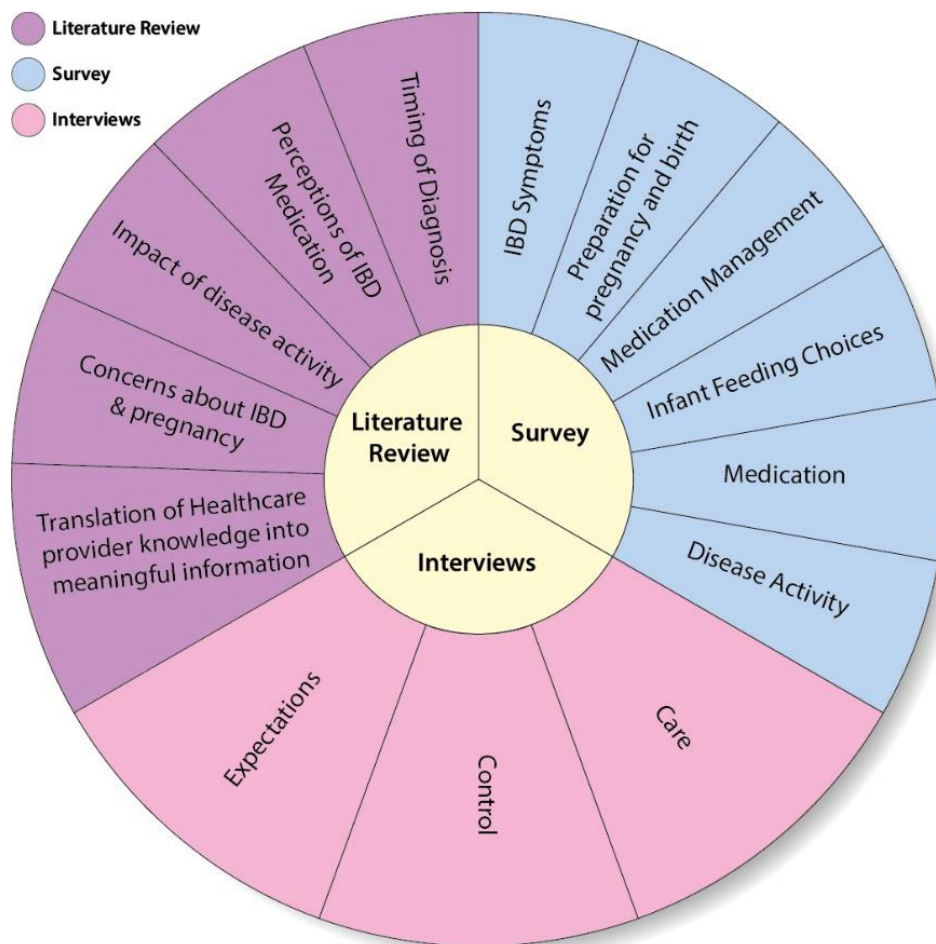 Literature Review
Survey
Interviews
Timing of Diagnosis
Perceptions of IBD
Medication
Impact of disease activity
Concerns about IBD
& pregnancy
Translation of Healthcare
provider knowledge into
meaningful information
IBD Symptoms
Preparation for
pregnancy and birth
Medication Management
Infant Feeding Choices
Medication
Disease Activity
Literature
Review
Survey
Interviews
Expectations
Control
Care